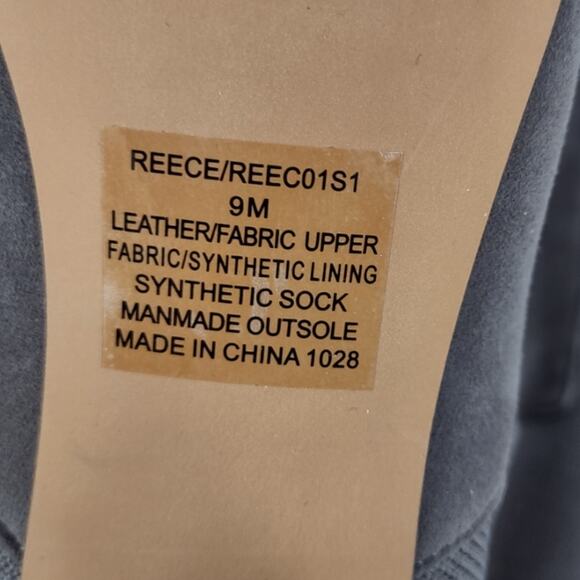 REECE/REEC01S1
9M
LEATHER/FABRIC UPPER
FABRIC/SYNTHETIC LINING
SYNTHETIC SOCK
MANMADE OUTSOLE
MADE IN CHINA 1028